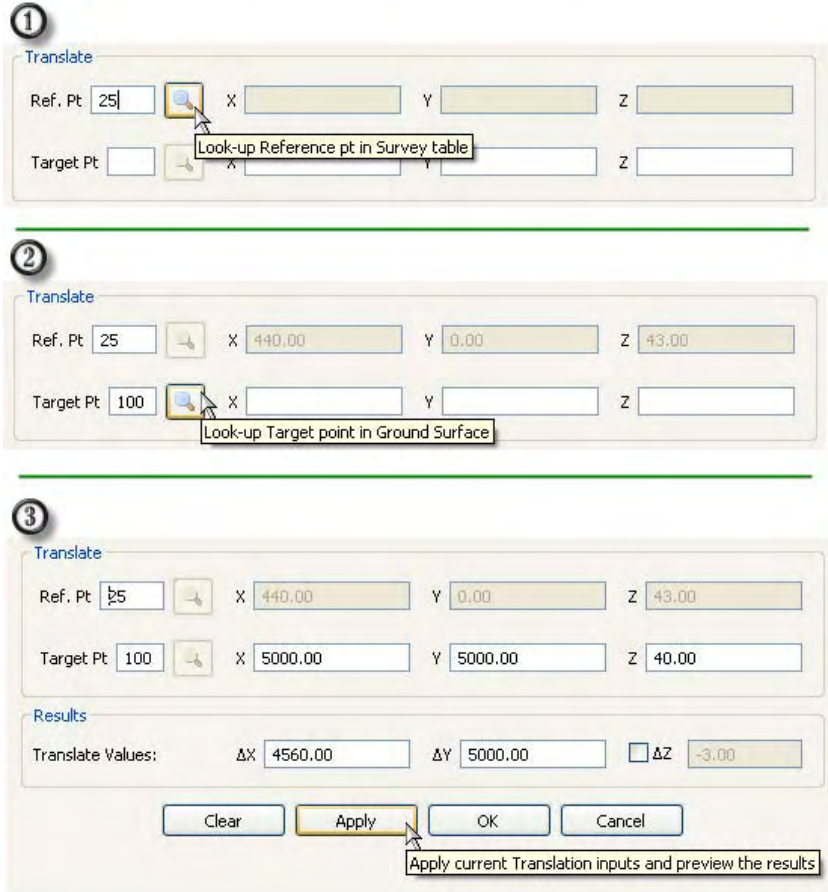 1
Translate
Ref. Pt 25 X Y Z
Look-up Reference pt in Survey table
Target Pt X Y Z
2
Translate
Ref. Pt 25 X 440.00 Y 0.00 Z 43.00
Target Pt 100 X Y Z
Look-up Target point in Ground Surface
3
Translate
Ref. Pt 25 X 440.00 Y 0.00 Z 43.00
Target Pt 100 X 5000.00 Y 5000.00 Z 40.00
Results
Translate Values: ΔX 4560.00 ΔY 5000.00 ΔZ -3.00
Clear Apply OK Cancel
Apply current Translation inputs and preview the results